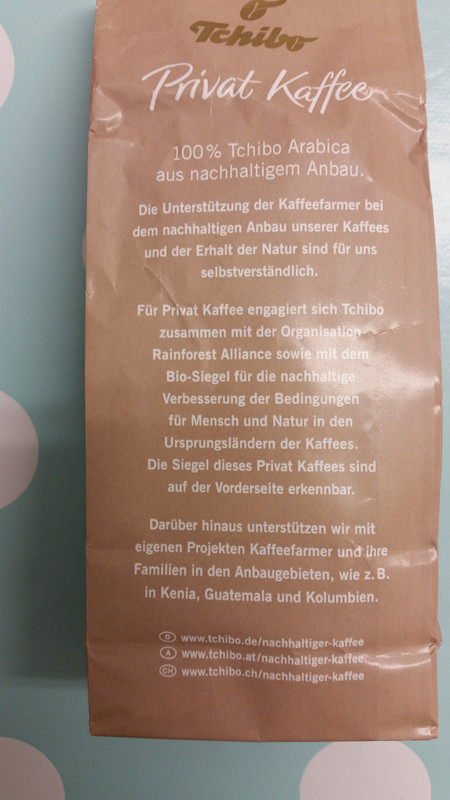 Tchibo
Privat Kaffee
100% Tchibo Arabica
aus nachhaltigem Anbau.
Die Unterstützung der Kaffeefarmer bei
dem nachhaltigen Anbau unserer Kaffees
und der Erhalt der Natur sind für uns
selbstverständlich.
Für Privat Kaffee engagiert sich Tchibo
zusammen mit der Organisation
Rainforest Alliance sowie mit dem
Bio-Siegel für die nachhaltige
Verbesserung der Bedingungen
für Mensch und Natur in den
Ursprungsländern der Kaffees.
Die Siegel dieses Privat Kaffees sind
auf der Vorderseite erkennbar.
Darüber hinaus unterstützen wir mit
eigenen Projekten Kaffeefarmer und ihre
Familien in den Anbaugebieten, wie z.B.
in Kenia, Guatemala und Kolumbien.
D www.tchibo.de/nachhaltiger-kaffee
A www.tchibo.at/nachhaltiger-kaffee
CH www.tchibo.ch/nachhaltiger-kaffee